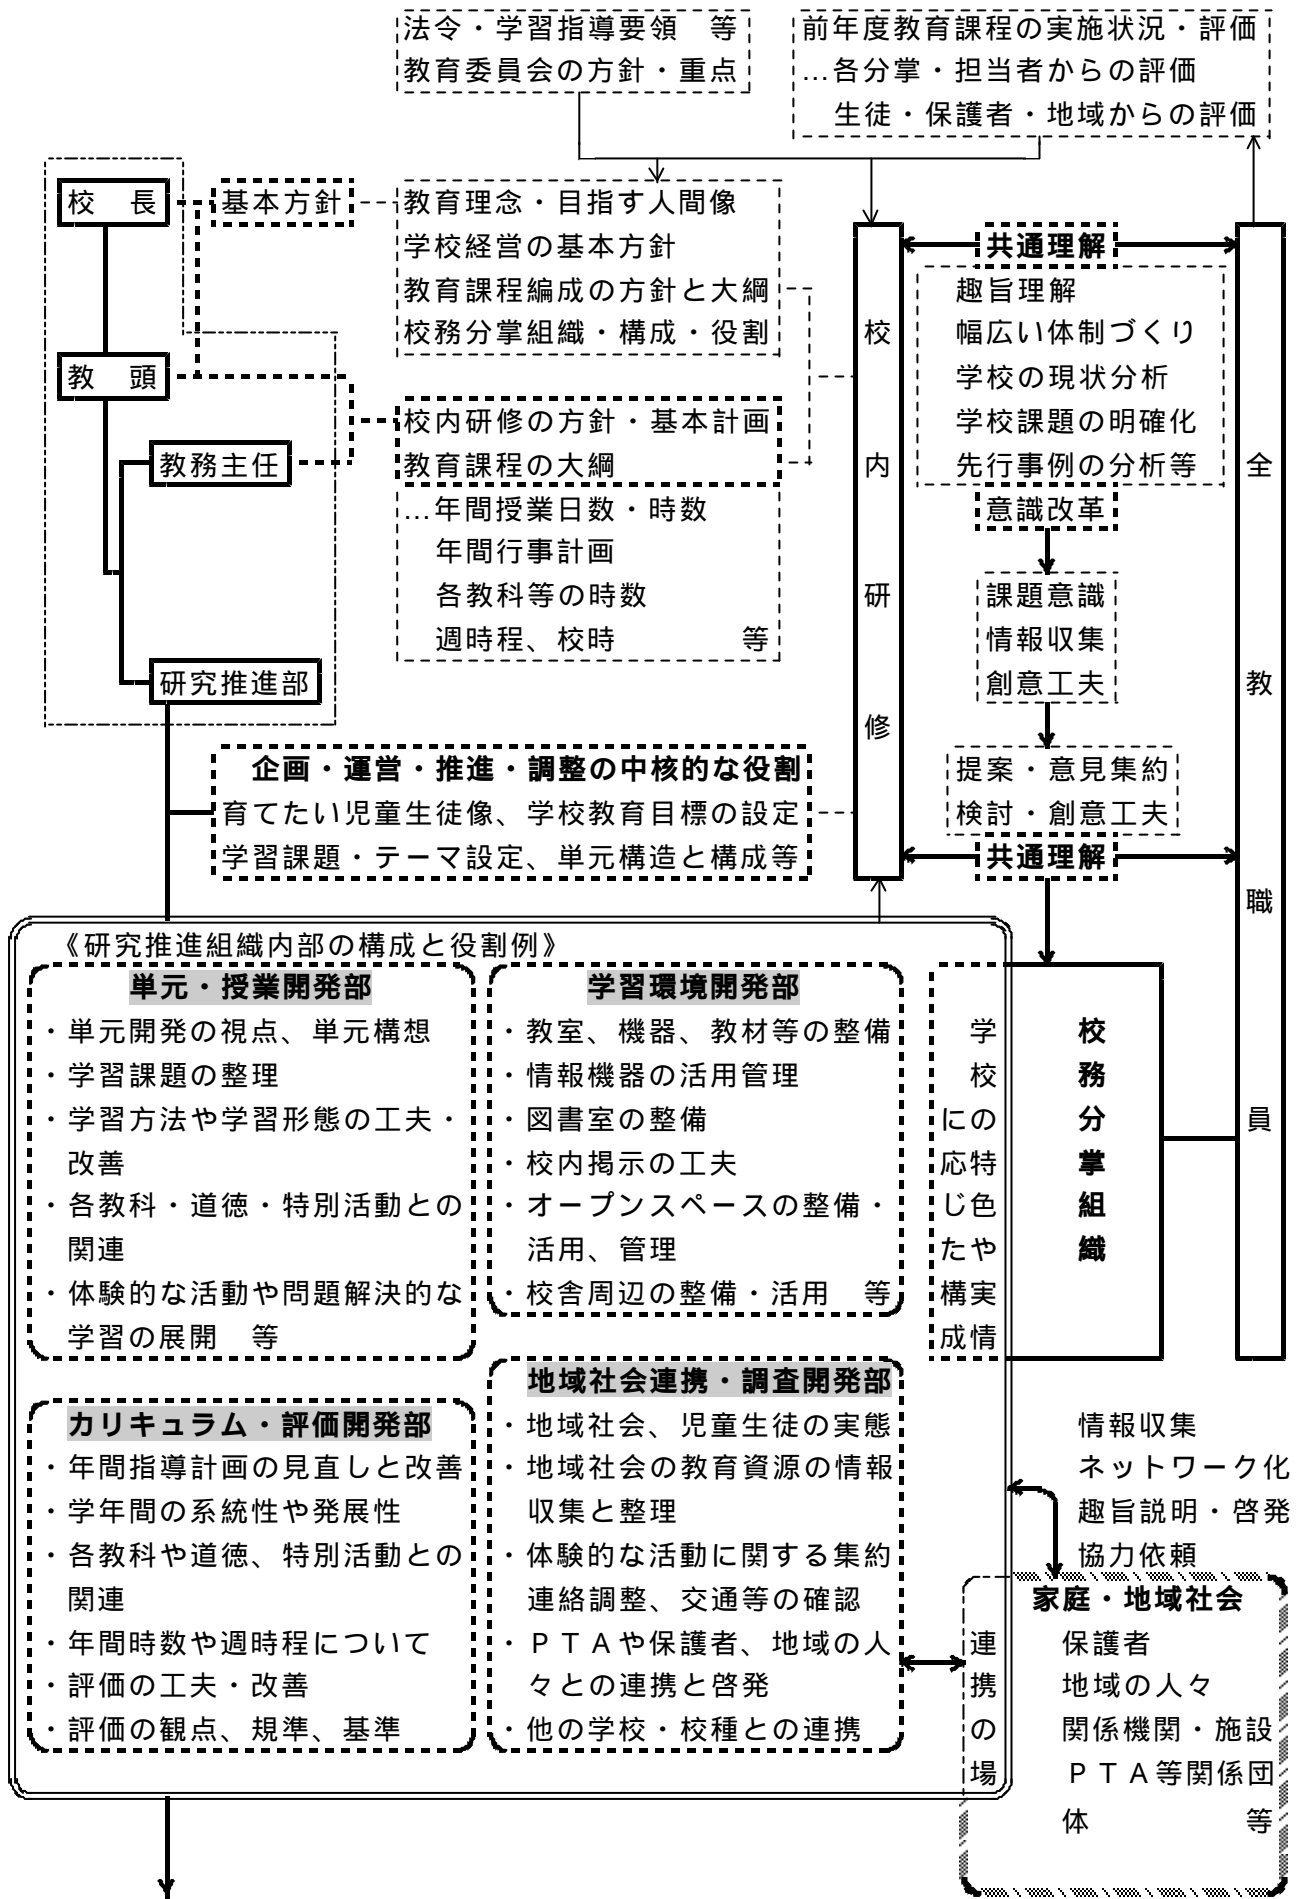 法令・学習指導要領　等
教育委員会の方針・重点
前年度教育課程の実施状況・評価
…各分掌・担当者からの評価
生徒・保護者・地域からの評価
校　長
基本方針
教育理念・目指す人間像
学校経営の基本方針
教育課程編成の方針と大綱
校務分掌組織・構成・役割
教　頭
校内研修の方針・基本計画
教育課程の大綱
教務主任
…年間授業日数・時数
年間行事計画
各教科等の時数
週時程、校時　等
研究推進部
校内研修
共通理解
趣旨理解
幅広い体制づくり
学校の現状分析
学校課題の明確化
先行事例の分析等
意識改革
課題意識
情報収集
創意工夫
提案・意見集約
検討・創意工夫
共通理解
全教職員
企画・運営・推進・調整の中核的な役割
育てたい児童生徒像、学校教育目標の設定
学習課題・テーマ設定、単元構造と構成等
《研究推進組織内部の構成と役割例》
単元・授業開発部
・単元開発の視点、単元構想
・学習課題の整理
・学習方法や学習形態の工夫・
改善
・各教科・道徳・特別活動との
関連
・体験的な活動や問題解決的な
学習の展開　等
学習環境開発部
・教室、機器、教材等の整備
・情報機器の活用管理
・図書室の整備
・校内掲示の工夫
・オープンスペースの整備・
活用、管理
・校舎周辺の整備・活用　等
学校の特色や実情
に応じた構成
校務分掌組織
カリキュラム・評価開発部
・年間指導計画の見直しと改善
・学年間の系統性や発展性
・各教科や道徳、特別活動との
関連
・年間時数や週時程について
・評価の工夫・改善
・評価の観点、規準、基準
地域社会連携・調査開発部
・地域社会、児童生徒の実態
・地域社会の教育資源の情報
収集と整理
・体験的な活動に関する集約
連絡調整、交通等の確認
・ＰＴＡや保護者、地域の人
々との連携と啓発
・他の学校・校種との連携
情報収集
ネットワーク化
趣旨説明・啓発
協力依頼
家庭・地域社会
連携の場
保護者
地域の人々
関係機関・施設
ＰＴＡ等関係団
体　等